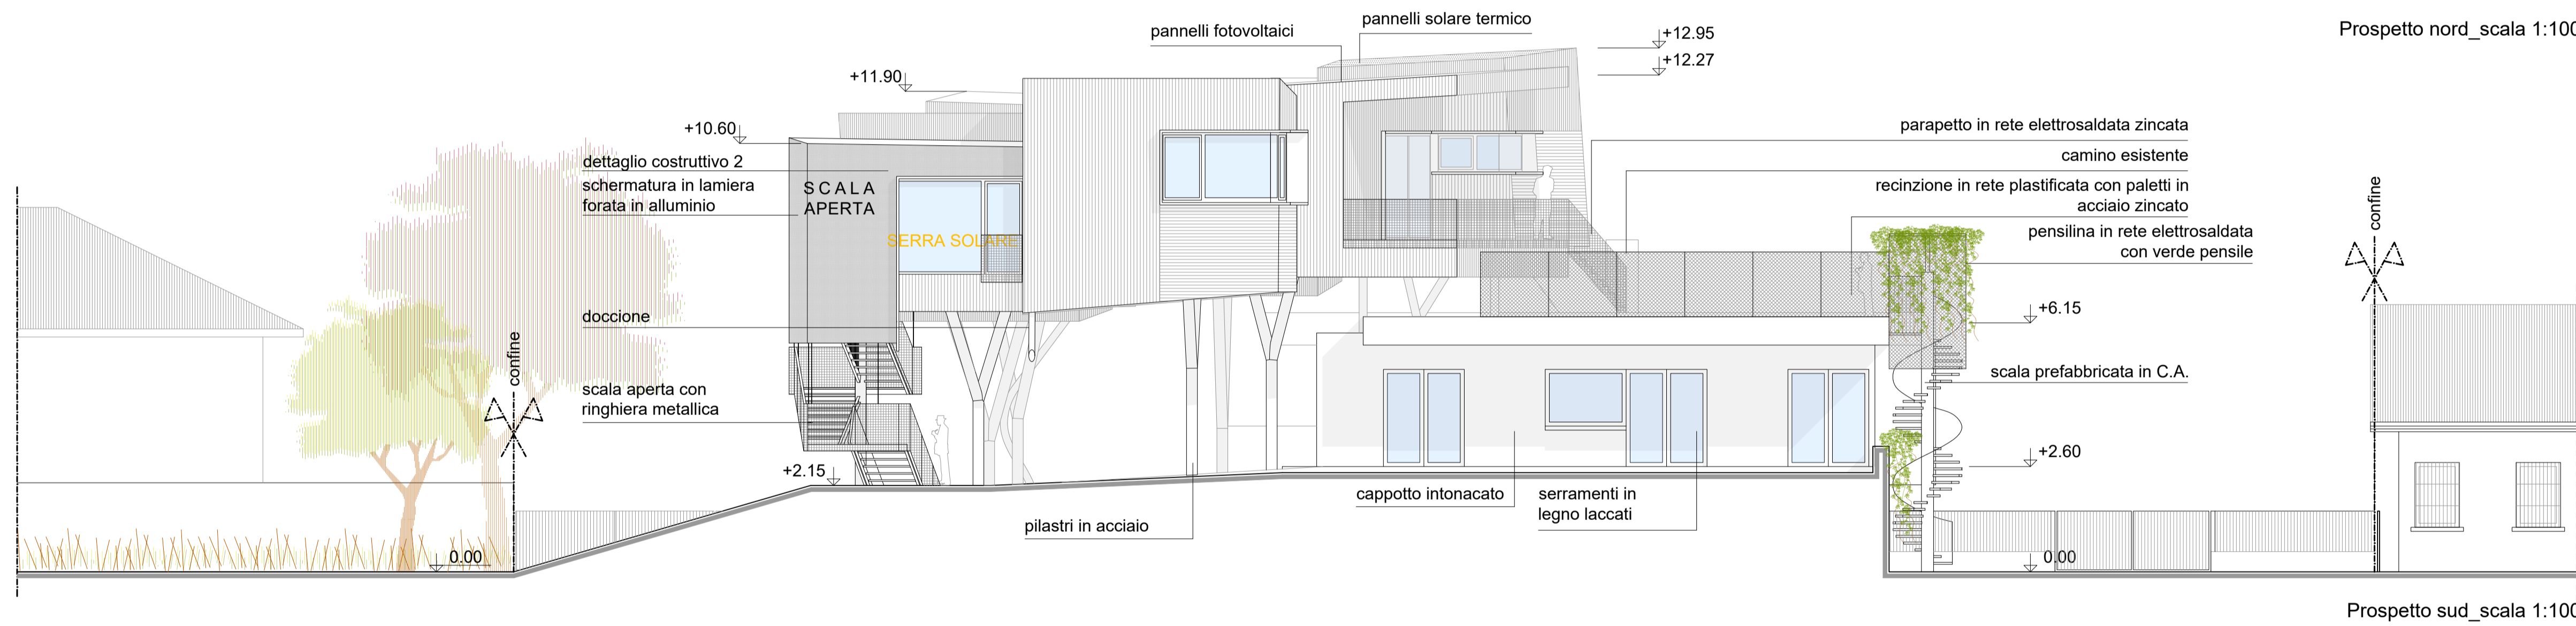 Prospetto nord_scala 1:100
pannelli solare termico
pannelli fotovoltaici
+12.95
+12.27
+11.90
+10.60
dettaglio costruttivo 2
schermatura in lamiera
forata in alluminio
SCALA
APERTA
SERRA SOLARE
doccione
scala aperta con
ringhiera metallica
confine
+2.15
0.00
pilastri in acciaio
cappotto intonacato
serramenti in
legno laccati
parapetto in rete elettrosaldata zincata
camino esistente
recinzione in rete plastificata con paletti in
acciaio zincato
pensilina in rete elettrosaldata
con verde pensile
confine
+6.15
scala prefabbricata in C.A.
+2.60
0.00
Prospetto sud_scala 1:100